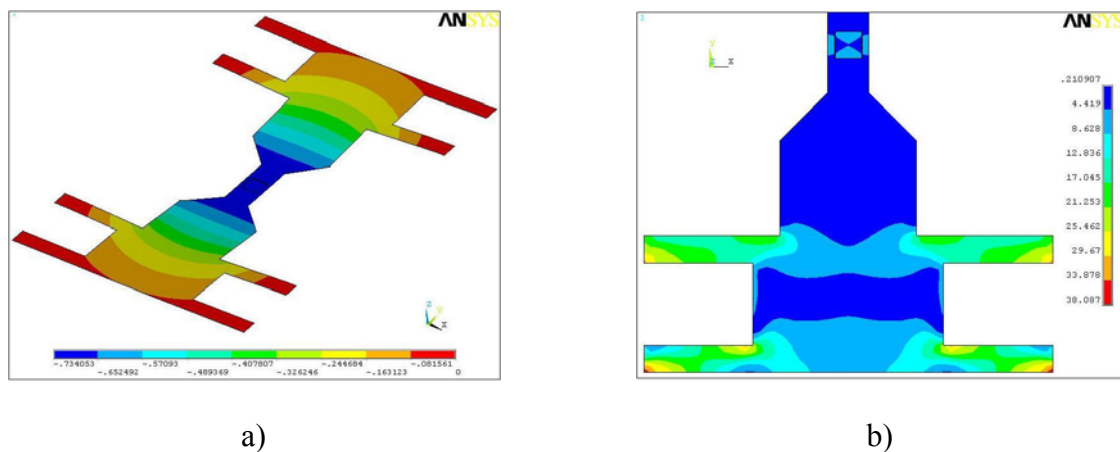 ANSYS
Z
Y
X
-.734053
-.57093
-.407807
-.244684
-.081561
-.652492
-.489369
-.326246
-.163123
0
a)
1
ANSYS
Y
X
.210907
4.419
8.628
12.836
17.045
21.253
25.462
29.67
33.878
38.087
b)